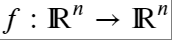 f : ℝⁿ → ℝⁿ